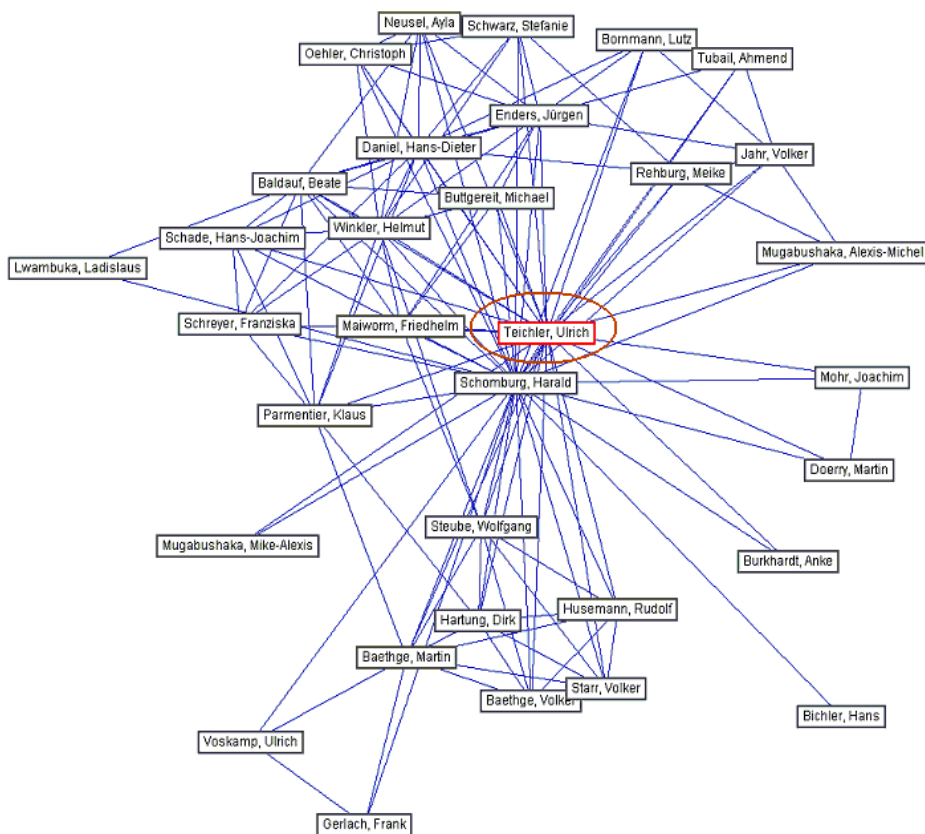 Neusel, Ayla
Schwarz, Stefanie
Bornmann, Lutz
Oehler, Christoph
Tubail, Ahmend
Enders, Jürgen
Daniel, Hans-Dieter
Jahr, Volker
Rehburg, Meike
Baldauf, Beate
Buttgereit, Michael
Winkler, Helmut
Schade, Hans-Joachim
Mugabushaka, Alexis-Michel
Lwambuka, Ladislaus
Schreyer, Franziska
Maiworm, Friedhelm
Teichler, Ulrich
Schomburg, Harald
Mohr, Joachim
Parmentier, Klaus
Doerry, Martin
Steube, Wolfgang
Mugabushaka, Mike-Alexis
Burkhardt, Anke
Husemann, Rudolf
Hartung, Dirk
Baethge, Martin
Starr, Volker
Baethge, Volker
Bichler, Hans
Voskamp, Ulrich
Gerlach, Frank